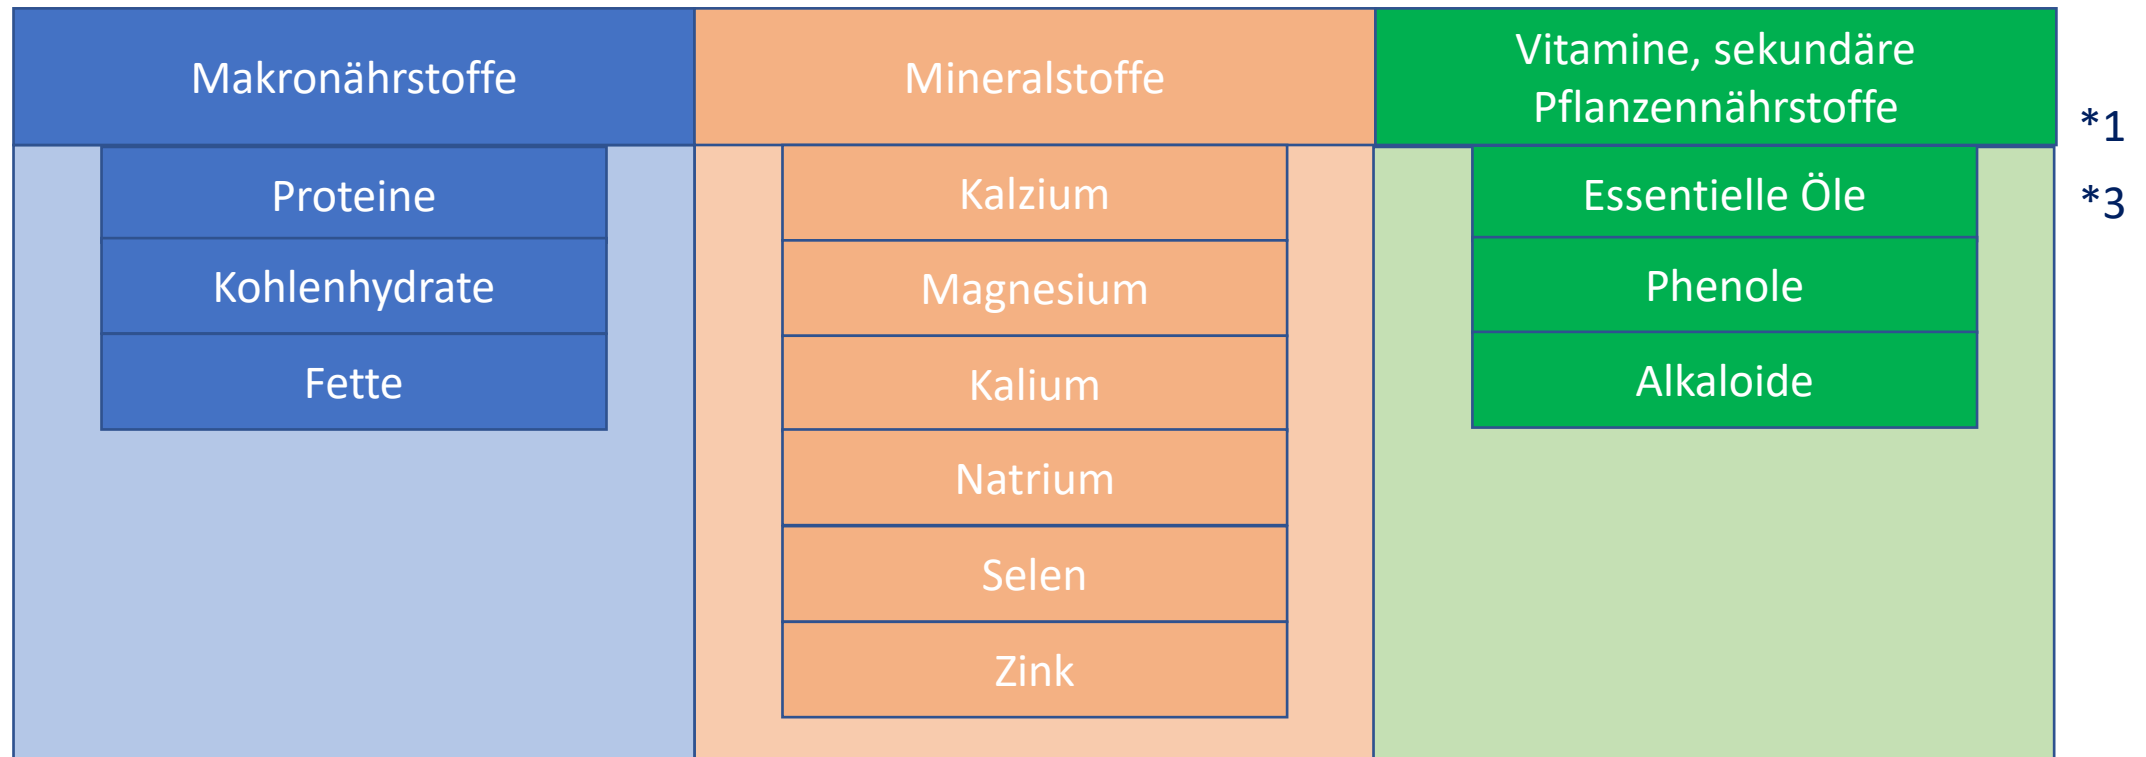 Makronährstoffe
Mineralstoffe
Vitamine, sekundäre
Pflanzennährstoffe
*1
Proteine
Kohlenhydrate
Fette
Kalzium
Magnesium
Kalium
Natrium
Selen
Zink
Essentielle Öle
*3
Phenole
Alkaloide